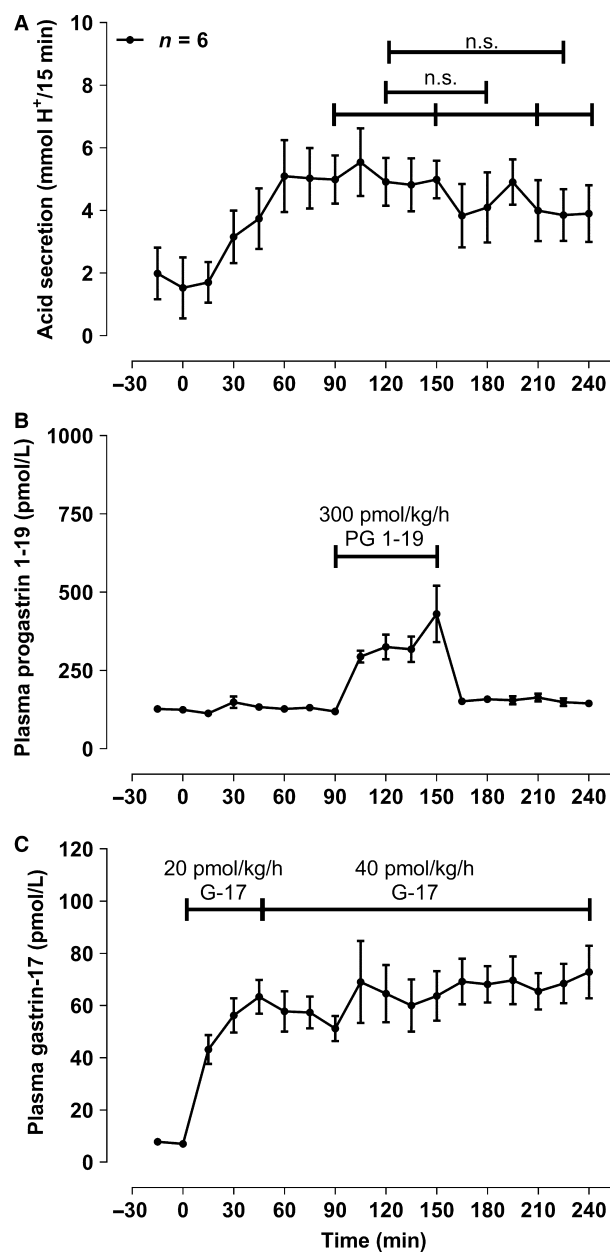 A
Acid secretion (mmol H⁺/15 min)
10
8
6
4
2
0
n = 6
n.s.
n.s.
–30 0 30 60 90 120 150 180 210 240
B
Plasma progastrin 1-19 (pmol/L)
1000
750
500
250
0
300 pmol/kg/h
PG 1-19
–30 0 30 60 90 120 150 180 210 240
C
Plasma gastrin-17 (pmol/L)
120
100
80
60
40
20
0
20 pmol/kg/h
G-17
40 pmol/kg/h
G-17
–30 0 30 60 90 120 150 180 210 240
Time (min)